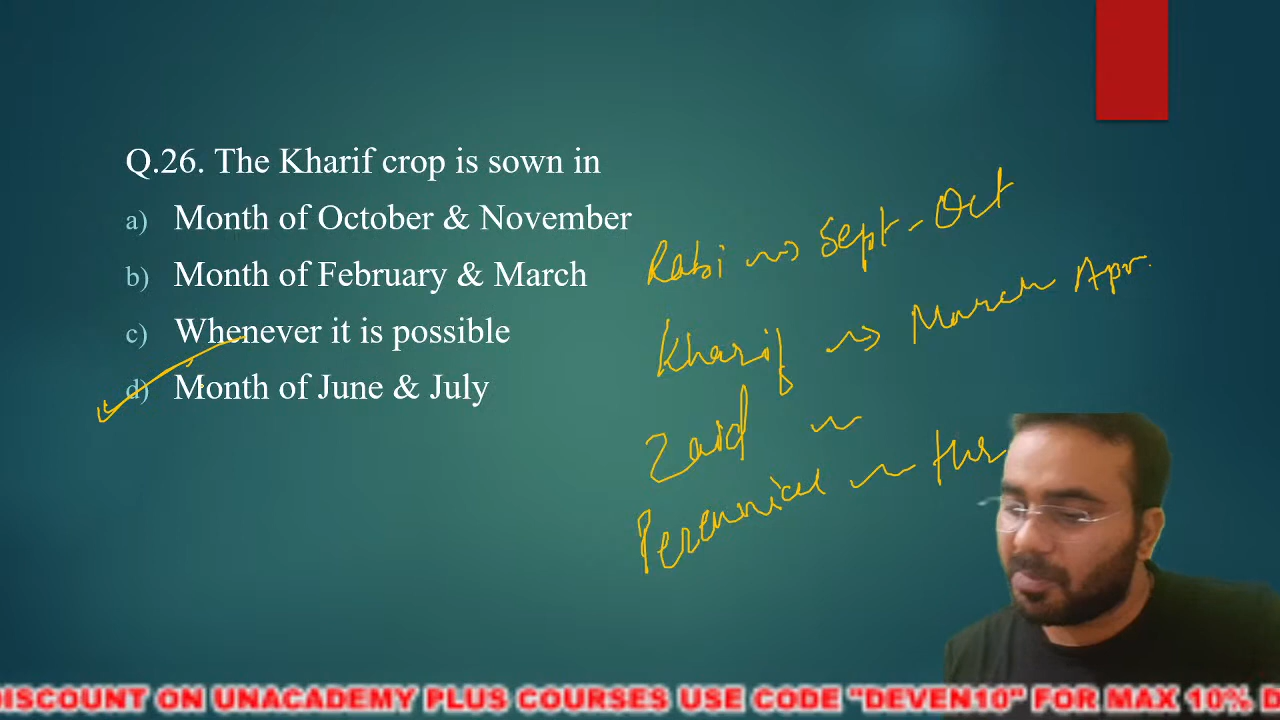 Q.26. The Kharif crop is sown in
a) Month of October & November
b) Month of February & March
c) Whenever it is possible
d) Month of June & July
Rabi → Sept - Oct
Kharif → March Apr.
Zaid
Perennial
DISCOUNT ON UNACADEMY PLUS COURSES USE CODE "DEVEN10" FOR MAX 10% D